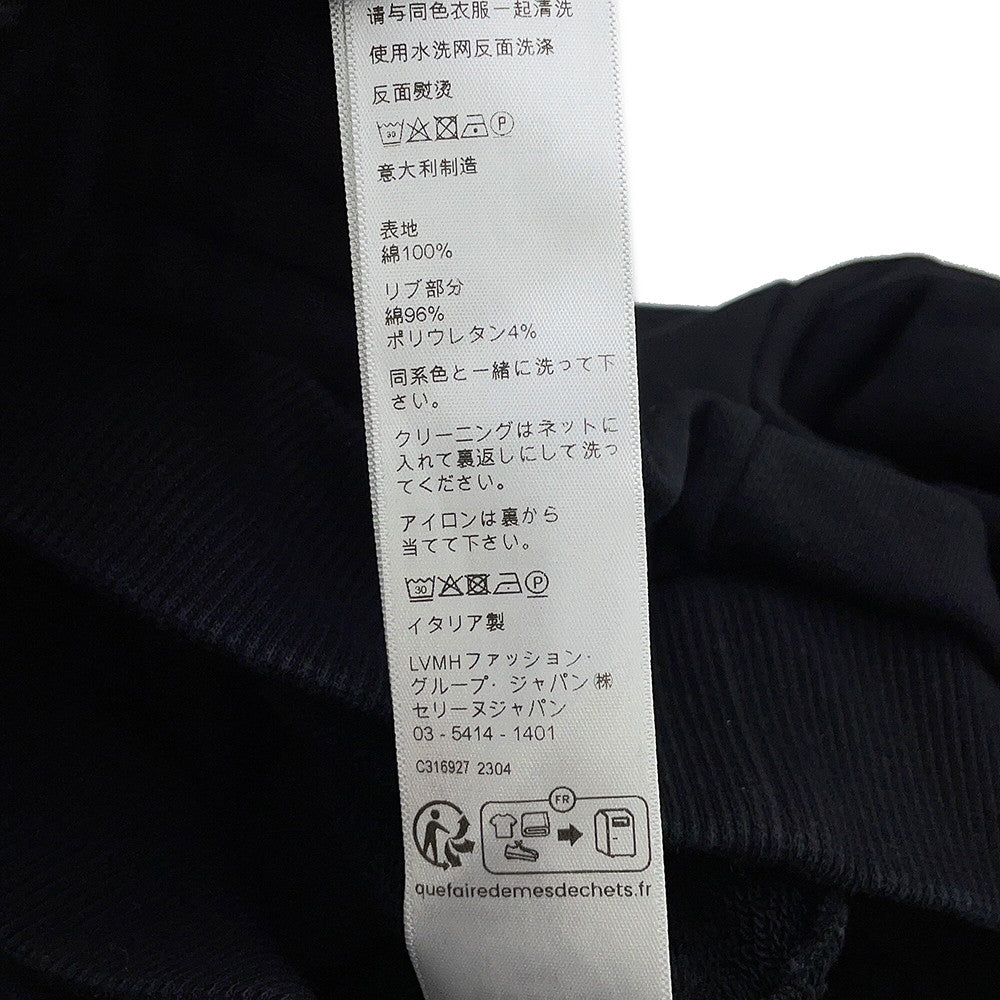 请与同色衣服一起清洗
使用水洗网反面洗涤
反面熨烫
30 P
意大利制造
表地
綿100%
リブ部分
綿96%
ポリウレタン4%
同系色と一緒に洗って下
さい。
クリーニングはネットに
入れて裏返しにして洗っ
てください。
アイロンは裏から
当てて下さい。
30 P
イタリア製
LVMHファッション・
グループ・ジャパン㈱
セリーヌジャパン
03 - 5414 - 1401
C316927 2304
FR
quefairedemesdechets.fr